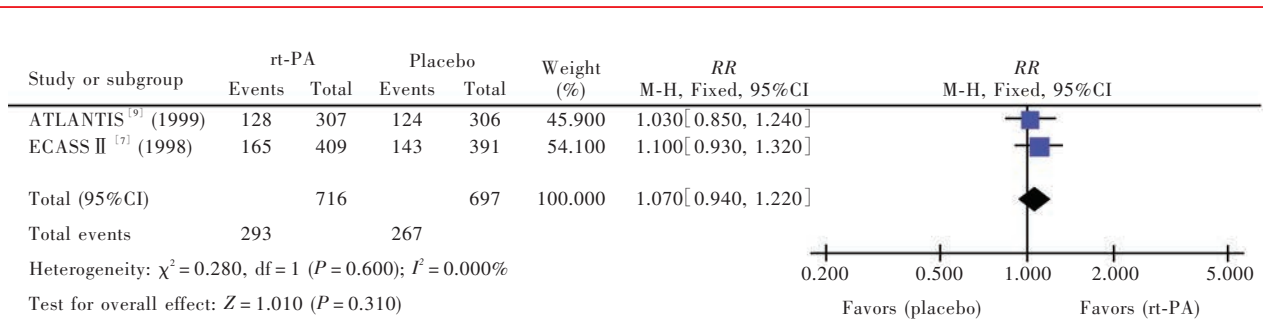 rt-PA Placebo Weight RR RR
Study or subgroup Events Total Events Total (%) M-H, Fixed, 95%CI M-H, Fixed, 95%CI
ATLANTIS[9] (1999) 128 307 124 306 45.900 1.030[0.850, 1.240]
ECASSⅡ[7] (1998) 165 409 143 391 54.100 1.100[0.930, 1.320]
Total (95%CI) 716 697 100.000 1.070[0.940, 1.220]
Total events 293 267
Heterogeneity: χ²=0.280, df=1 (P=0.600); I²=0.000%
0.200 0.500 1.000 2.000 5.000
Test for overall effect: Z=1.010 (P=0.310)
Favors (placebo) Favors (rt-PA)